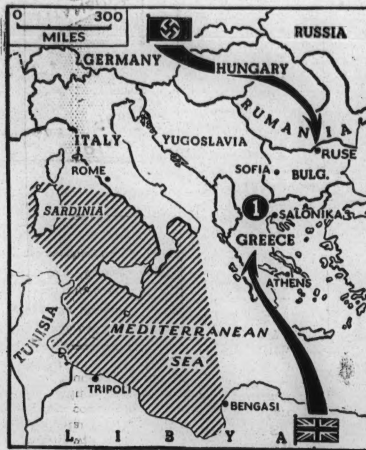 0 300
MILES
RUSSIA
GERMANY
HUNGARY
RUMANIA
ITALY
YUGOSLAVIA
RUSE
ROME
SOFIA
BULG.
SARDINIA
1
SALONIKA
GREECE
ATHENS
TUNISIA
MEDITERRANEAN
SEA
TRIPOLI
BENGASI
LIBYA